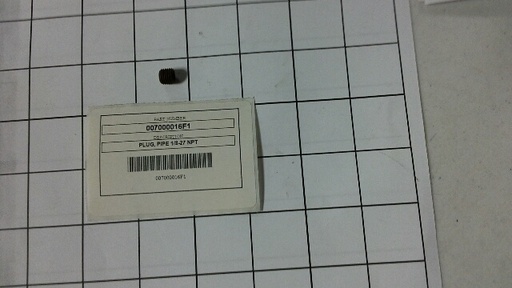 PART NUMBER
007000016F1
DESCRIPTION
PLUG, PIPE 1/8-27 NPT
007000016F1